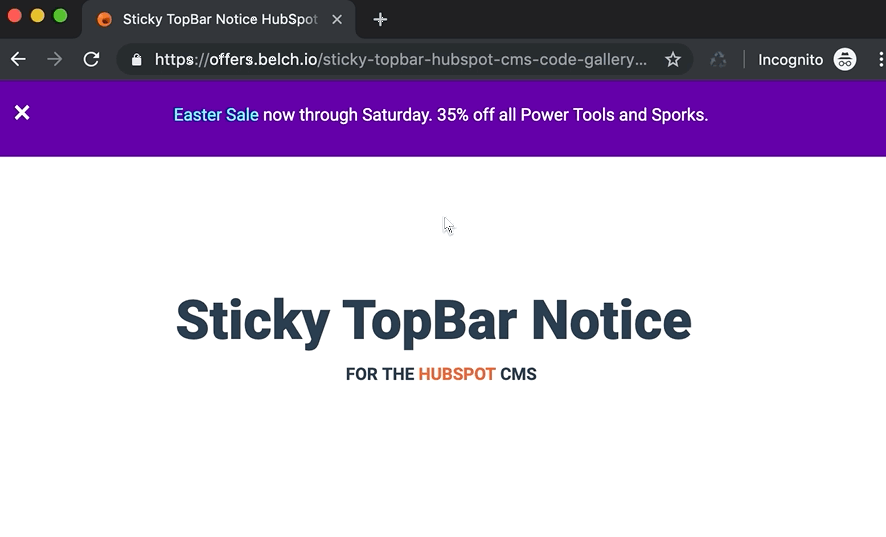 Sticky TopBar Notice HubSpot
https://offers.belch.io/sticky-topbar-hubspot-cms-code-gallery...
Incognito
Easter Sale now through Saturday. 35% off all Power Tools and Sporks.
Sticky TopBar Notice
FOR THE HUBSPOT CMS